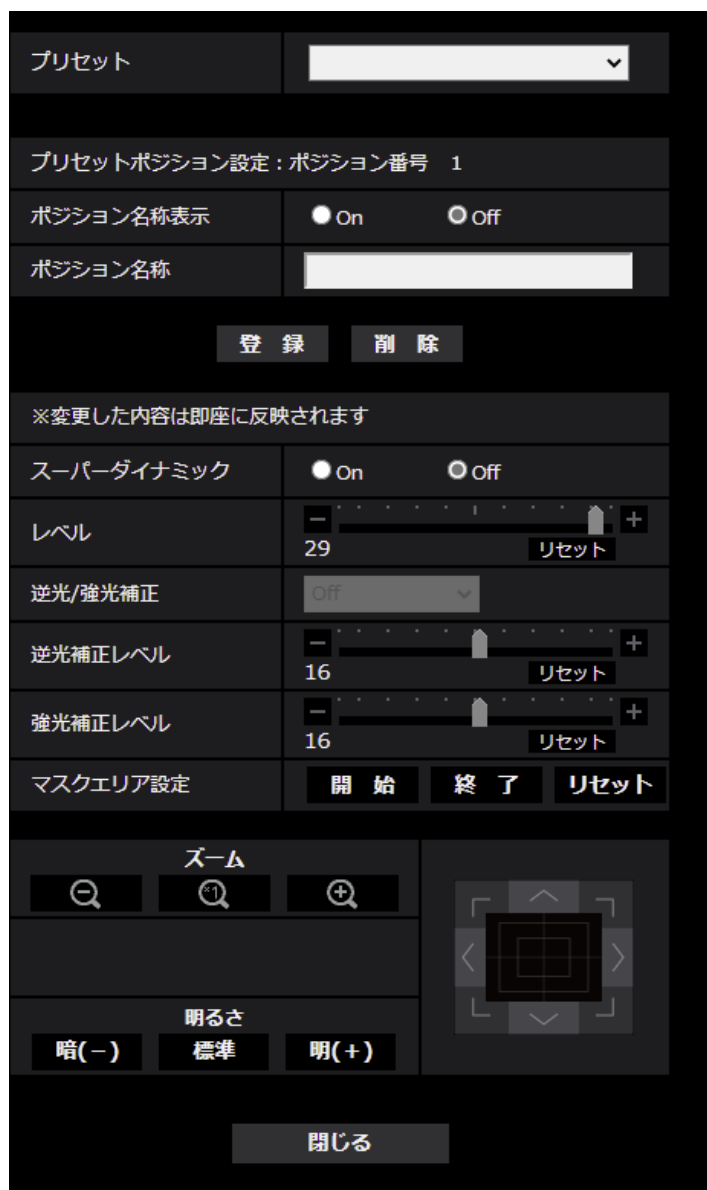 プリセット
プリセットポジション設定：ポジション番号 1
ポジション名称表示 On Off
ポジション名称
登 録 削 除
※変更した内容は即座に反映されます
スーパーダイナミック On Off
レベル － ＋
29 リセット
逆光/強光補正 Off
逆光補正レベル － ＋
16 リセット
強光補正レベル － ＋
16 リセット
マスクエリア設定 開 始 終 了 リセット
ズーム
×1
明るさ
暗(－) 標準 明(+)
閉じる